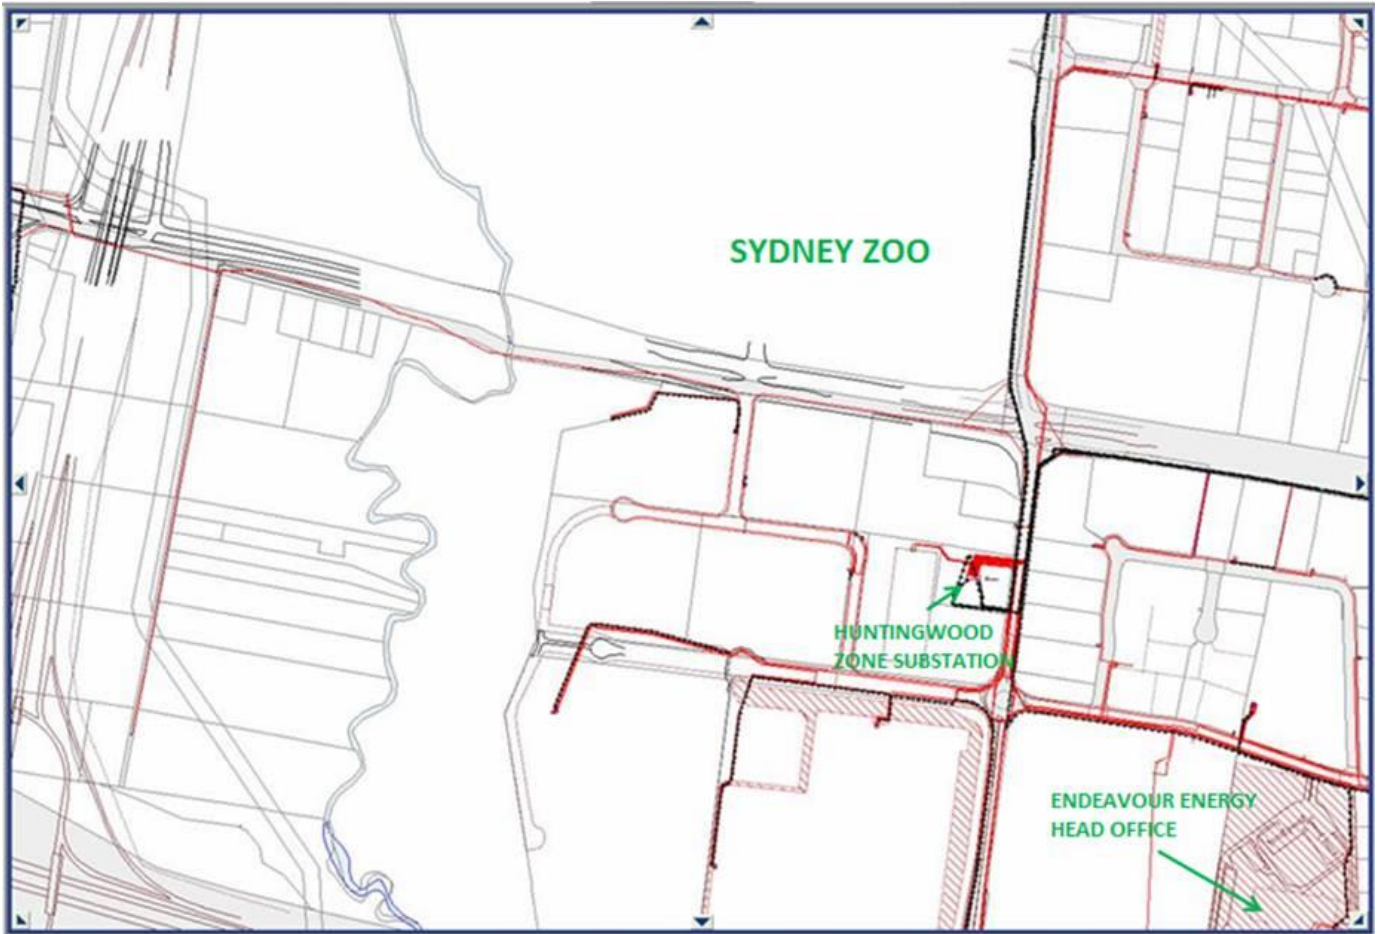 SYDNEY ZOO
HUNTINGWOOD
ZONE SUBSTATION
ENDEAVOUR ENERGY
HEAD OFFICE